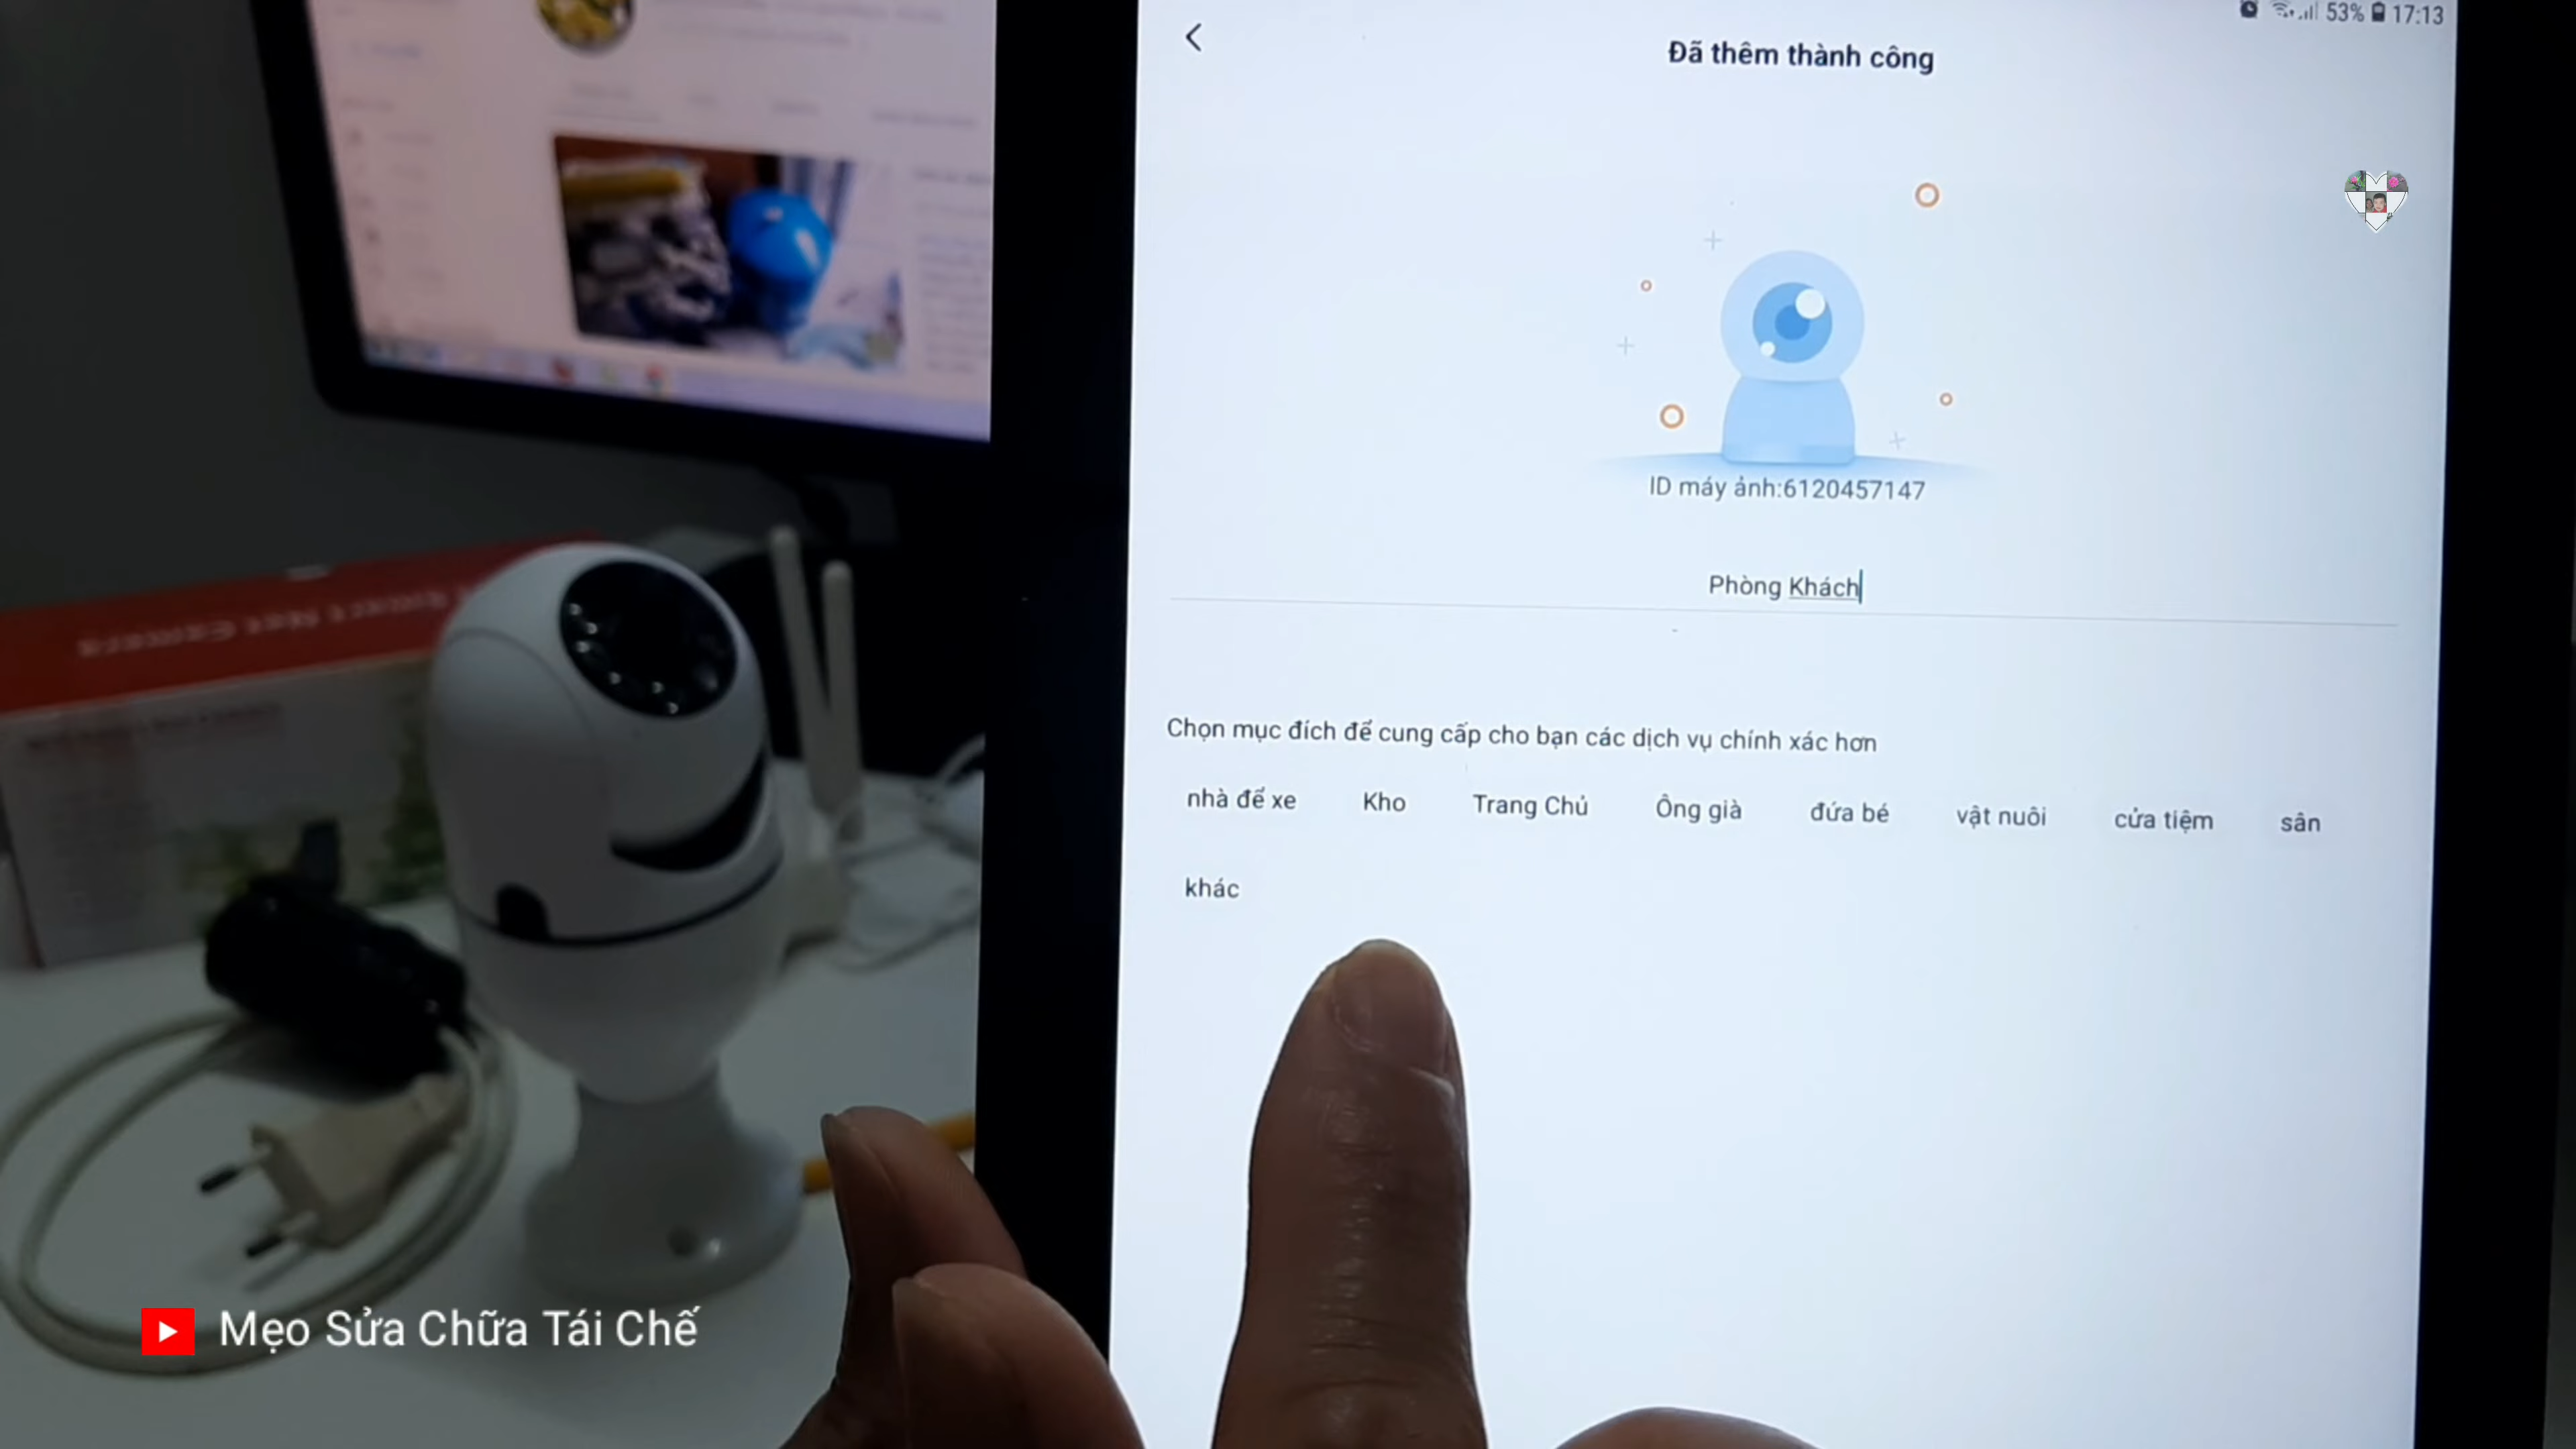 53% 17:13
Đã thêm thành công
ID máy ảnh:6120457147
Phòng Khách
Chọn mục đích để cung cấp cho bạn các dịch vụ chính xác hơn
nhà để xe Kho Trang Chủ Ông già đứa bé vật nuôi cửa tiệm sân
khác
Mẹo Sửa Chữa Tái Chế